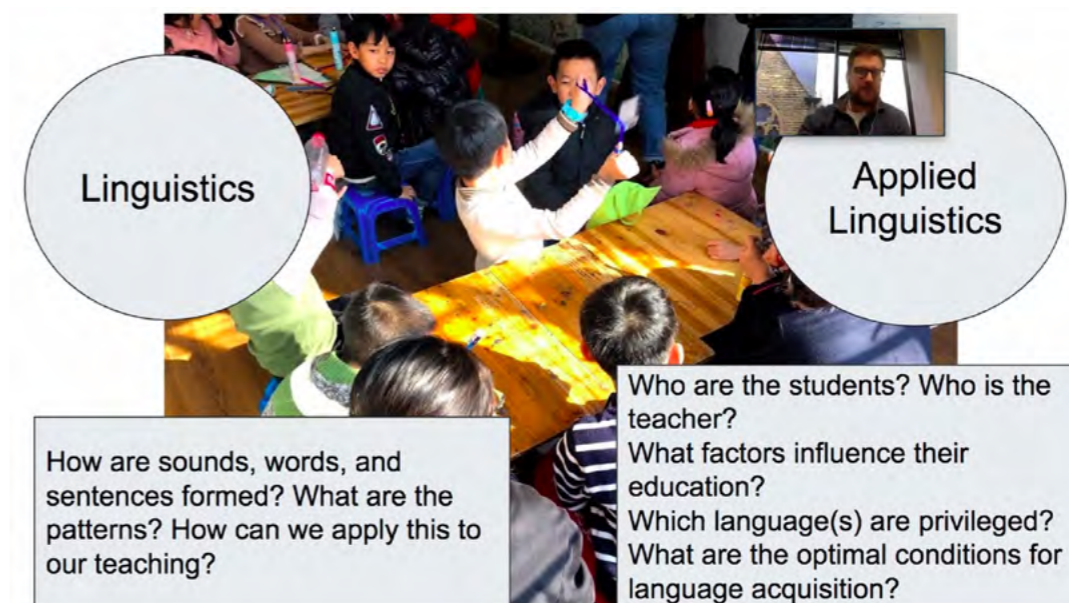 Linguistics
Applied
Linguistics
How are sounds, words, and
sentences formed? What are the
patterns? How can we apply this to
our teaching?
Who are the students? Who is the
teacher?
What factors influence their
education?
Which language(s) are privileged?
What are the optimal conditions for
language acquisition?